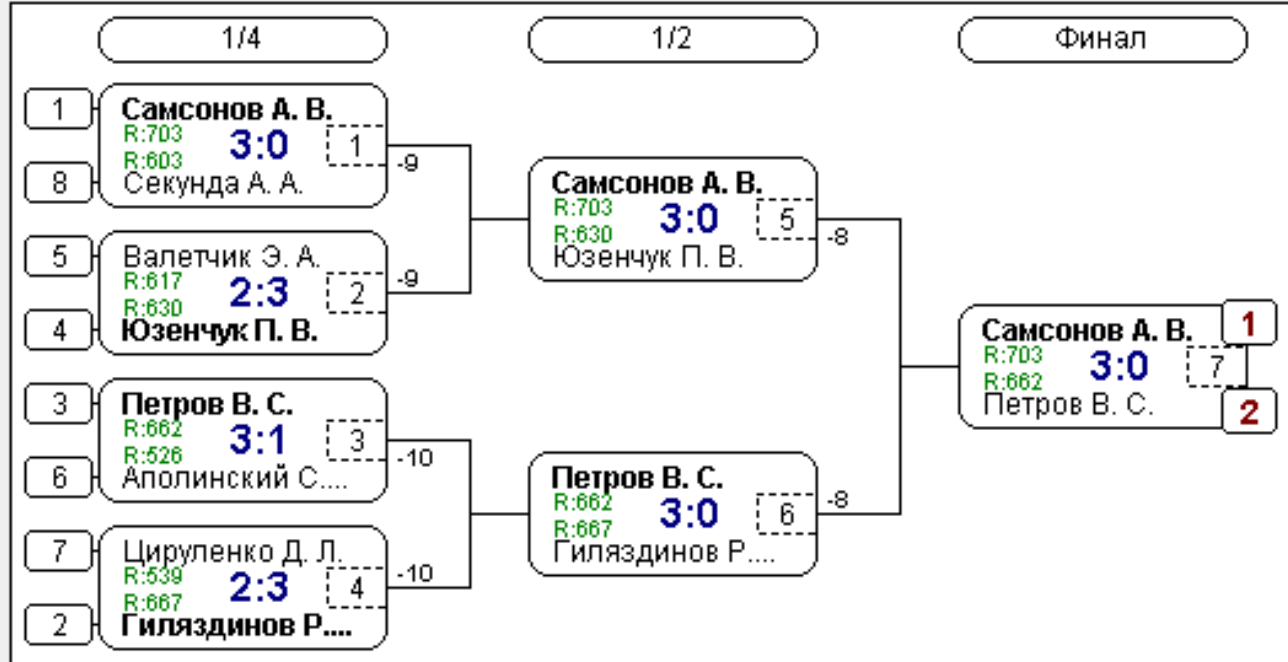 1/4
1/2
Финал
1
Самсонов А. В.
R:703
3:0
1
R:603
8
Секунда А. А.
-9
5
Валетчик Э. А.
R:617
2:3
2
R:630
4
Юзенчук П. В.
-9
3
Петров В. С.
R:662
3:1
3
R:526
6
Аполинский С....
-10
7
Цируленко Д. Л.
R:539
2:3
4
R:667
2
Гиляздинов Р....
-10
Самсонов А. В.
R:703
3:0
5
R:630
Юзенчук П. В.
-8
Петров В. С.
R:662
3:0
6
R:667
Гиляздинов Р....
-8
Самсонов А. В.
1
R:703
3:0
7
R:662
Петров В. С.
2